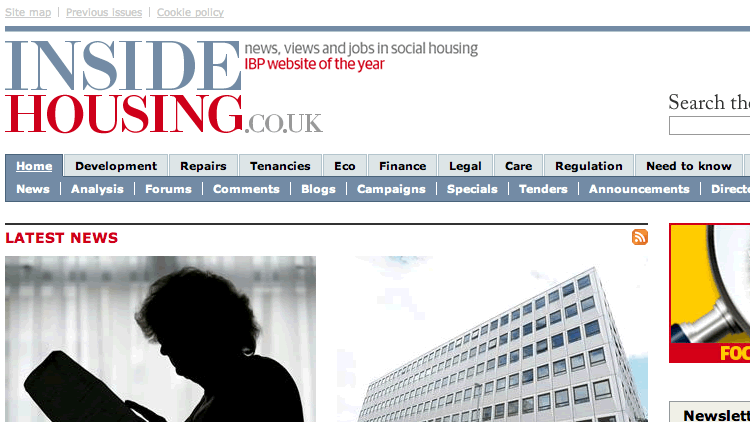 Site map | Previous issues | Cookie policy
INSIDE
HOUSING.CO.UK
news, views and jobs in social housing
IBP website of the year
Search the
Home Development Repairs Tenancies Eco Finance Legal Care Regulation Need to know
News | Analysis | Forums | Comments | Blogs | Campaigns | Specials | Tenders | Announcements | Directo
LATEST NEWS
FOC
Newslett